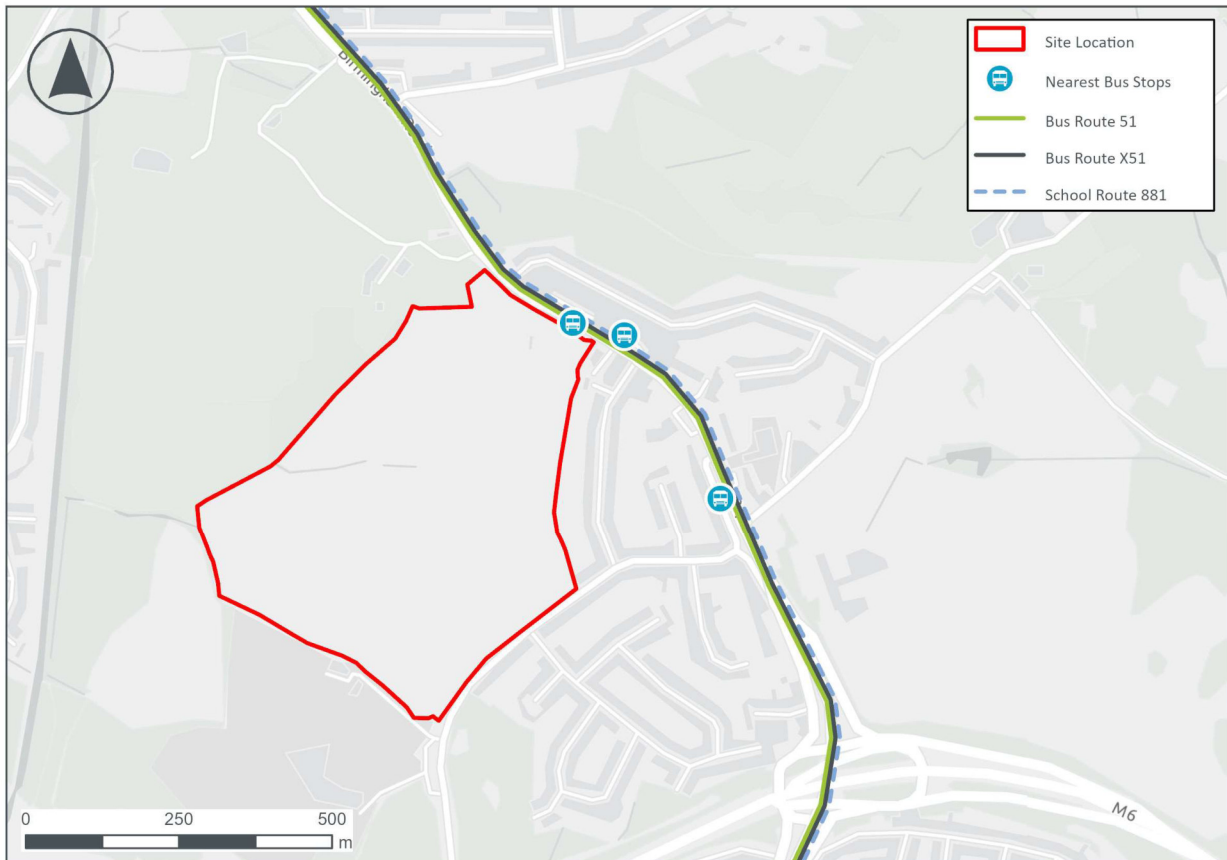 Site Location
Nearest Bus Stops
Bus Route 51
Bus Route X51
School Route 881
M6
0 250 500
m